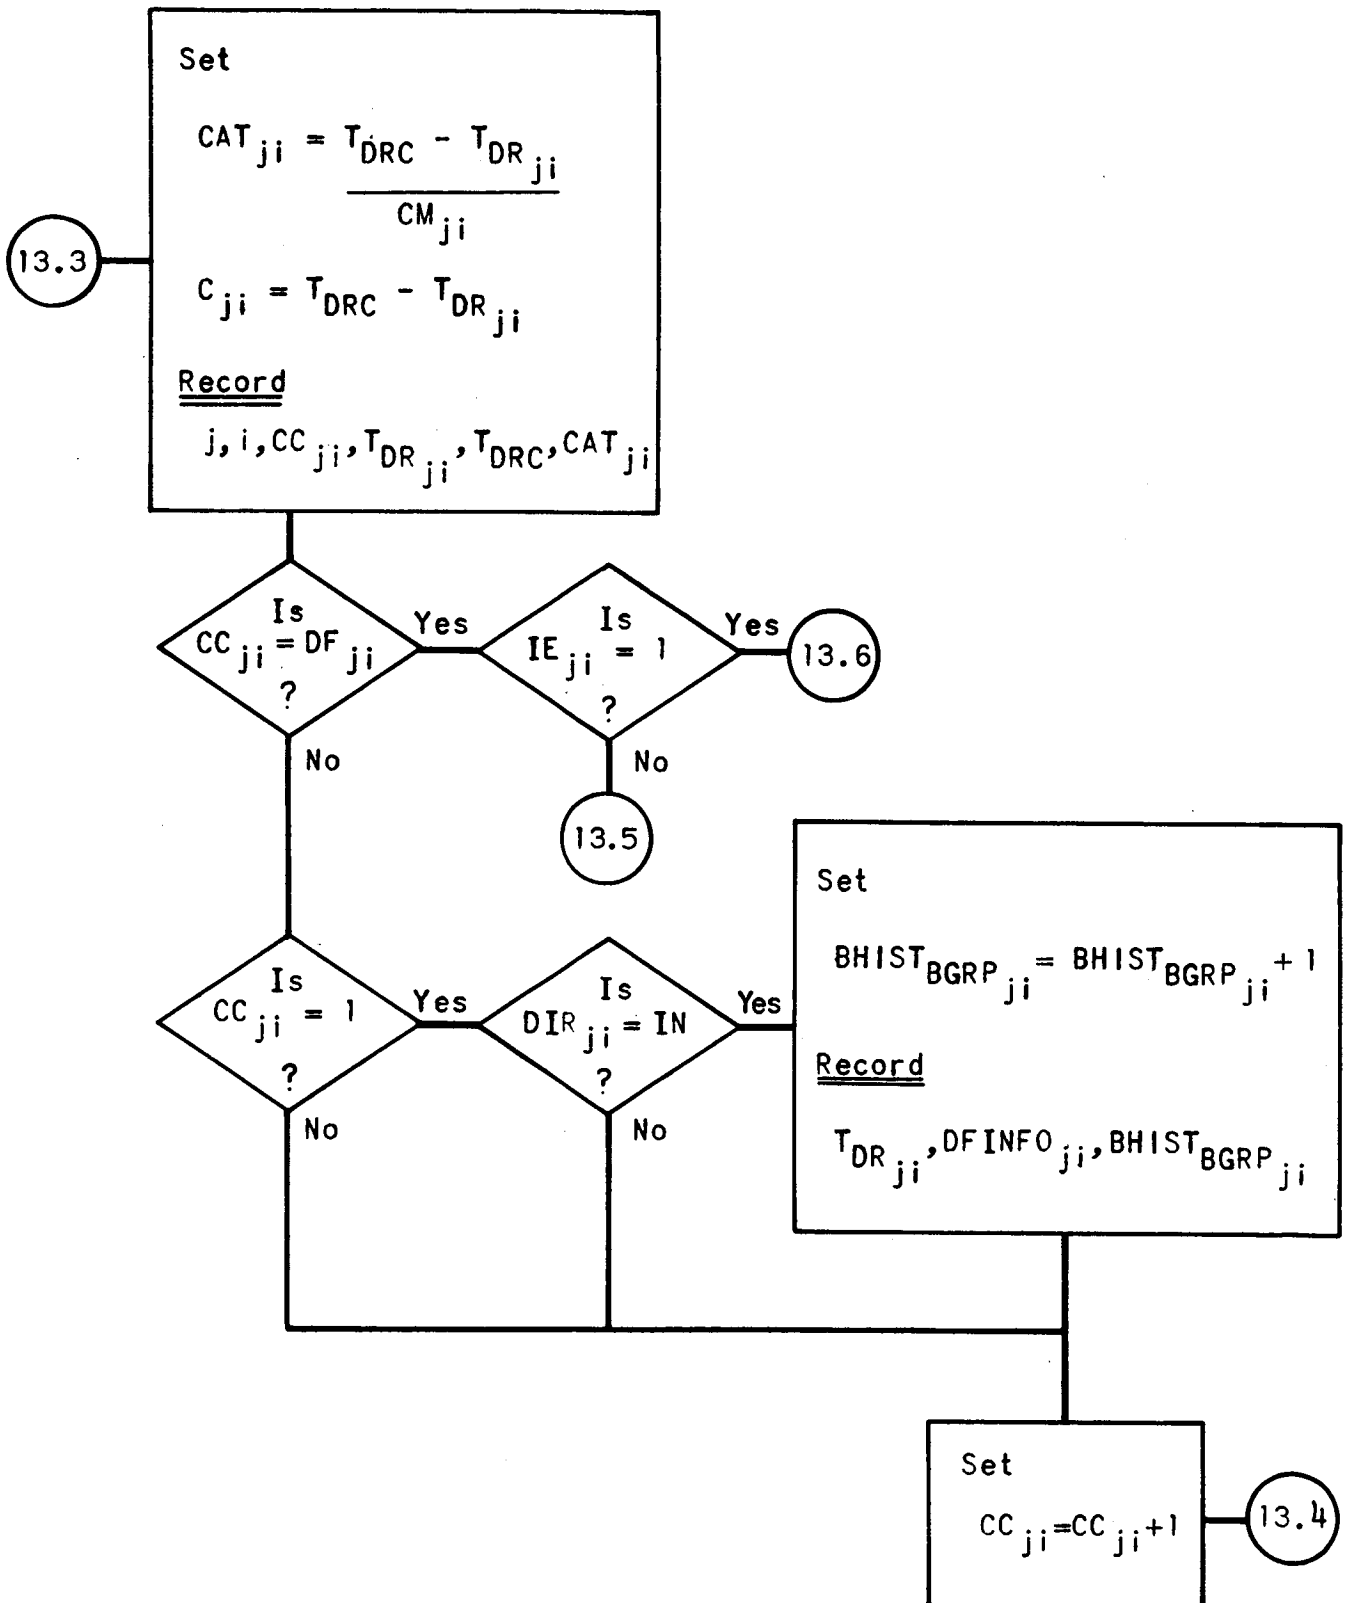 Set
CAT ji = T DRC - T DR ji
CM ji
13.3
C ji = T DRC - T DR ji
Record
j, i, CC ji, T DR ji, T DRC, CAT ji
Is
CC ji = DF ji
?
Yes
No
Is
IE ji = 1
?
Yes
No
13.6
13.5
Is
CC ji = 1
?
Yes
No
Is
DIR ji = IN
?
Yes
No
Set
BHIST BGRP ji = BHIST BGRP ji + 1
Record
T DR ji, DFINFO ji, BHIST BGRP ji
Set
CC ji = CC ji + 1
13.4